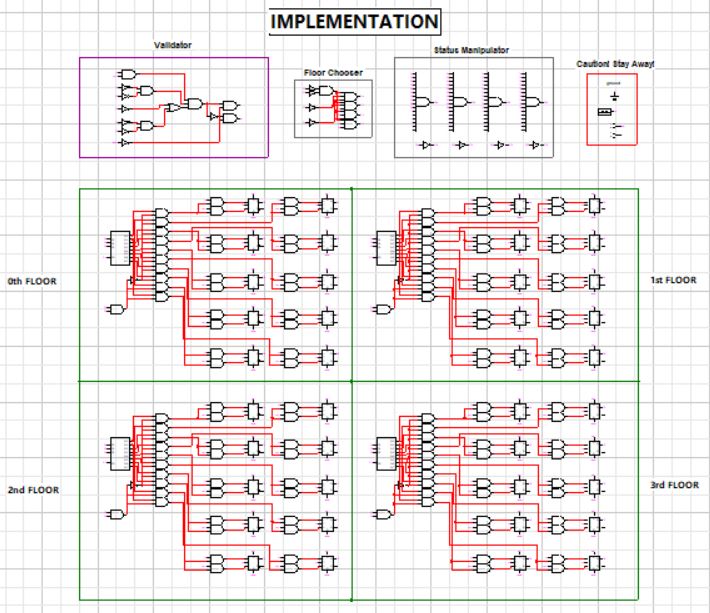 IMPLEMENTATION
Validator
Floor Chooser
Status Manipulator
Caution! Stay Away!
0th FLOOR
1st FLOOR
2nd FLOOR
3rd FLOOR